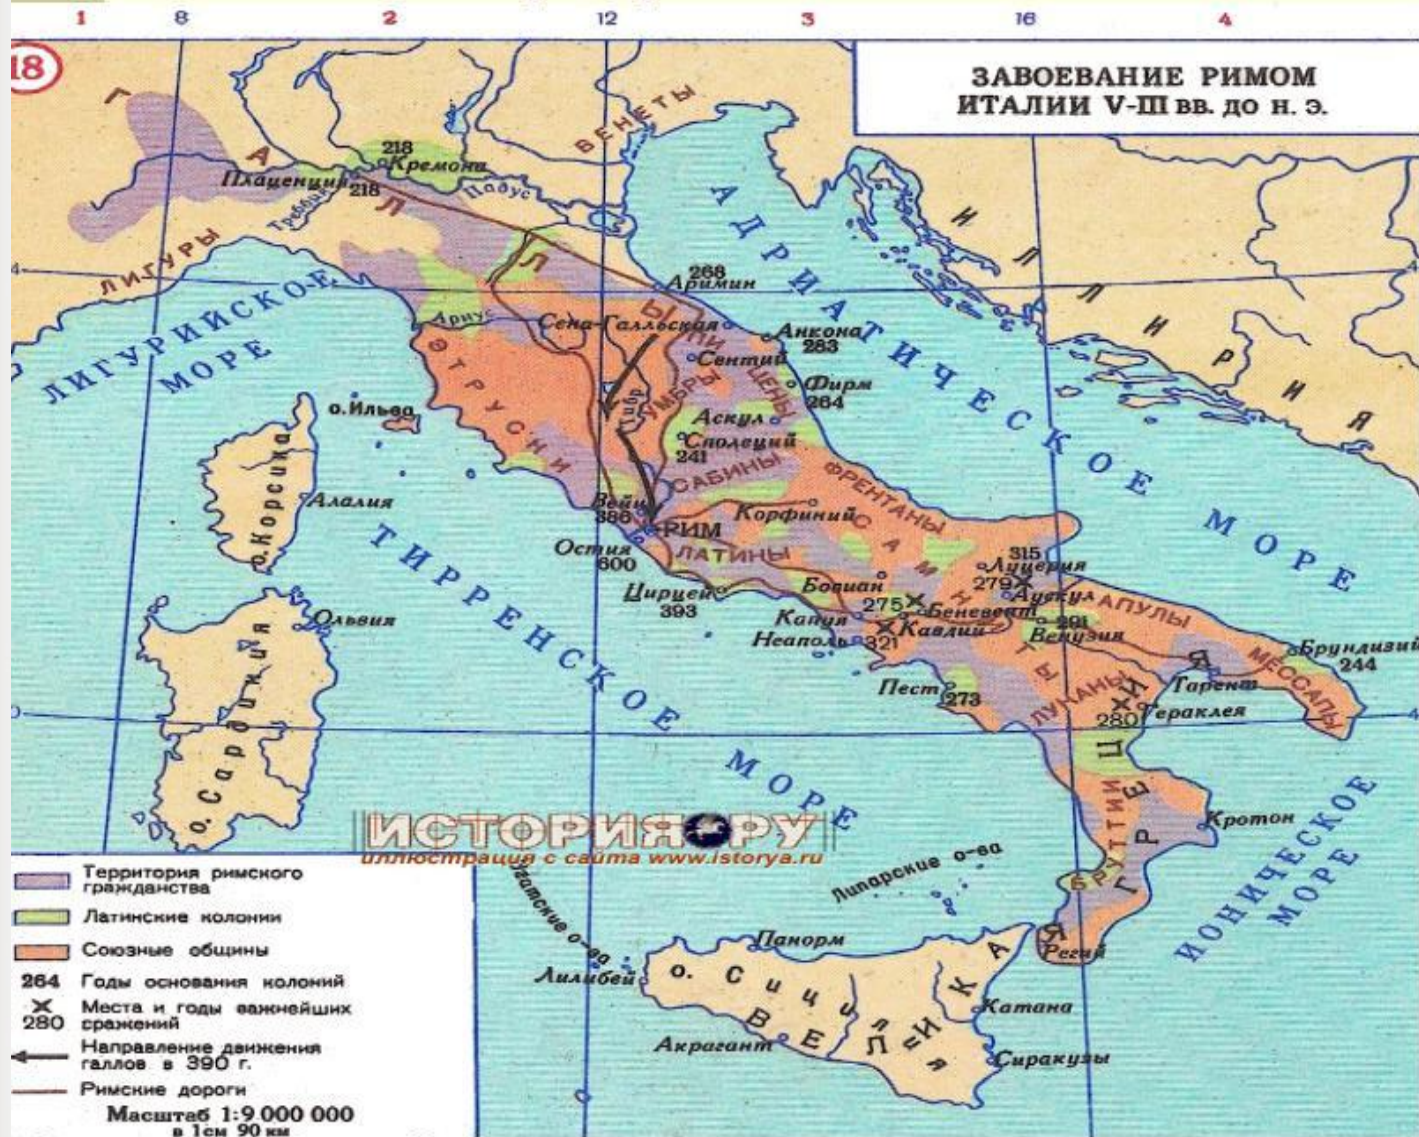 1 8 2 12 3 16 4
18
ЗАВОЕВАНИЕ РИМОМ
ИТАЛИИ V-III вв. ДО Н. Э.
ГАЛЛЫ
ВЕНЕТЫ
218
Кремона
Плаценция
218
Треббия
Падус
ЛИГУРЫ
ЛИГУРИЙСКОЕ
МОРЕ
АДРИАТИЧЕСКОЕ МОРЕ
ИЛЛИРИЯ
268
Аримин
Сена-Галльская
Анкона
283
Арнус
ЭТРУСКИ
ПИЦЕНЫ
Сентий
УМБРЫ
Тибр
Фирм
264
Аскул
Сполеций
241
САБИНЫ
ФРЕНТАНЫ
о.Ильва
о.Корсика
Алалия
Вейи
386
РИМ
Корфиний
САМНИТЫ
Остия
600
ЛАТИНЫ
Цирцеи
393
315
Луцерия
279
Аускул
Бовиан
275
Беневент
АПУЛЫ
Капуя
Кавдий
291
Венузия
Неаполь
321
Брундизий
244
МЕССАПЫ
Тарент
Пест
273
ЛУКАНЫ
280
Гераклея
Ольвия
о. Сардиния
ТИРРЕНСКОЕ МОРЕ
ВЕЛИКАЯ ГРЕЦИЯ
БРУТТИИ
Кротон
ИОНИЧЕСКОЕ
МОРЕ
ИСТОРИЯ.РУ
иллюстрация с сайта www.istorya.ru
Липарские о-ва
Эгатские о-ва
Панорм
Регий
Лилибей
о. Сицилия
Катана
Акрагант
Сиракузы
Территория римского
гражданства
Латинские колонии
Союзные общины
264 Годы основания колоний
Места и годы важнейших
280 сражений
Направление движения
галлов в 390 г.
Римские дороги
Масштаб 1:9 000 000
в 1см 90 км